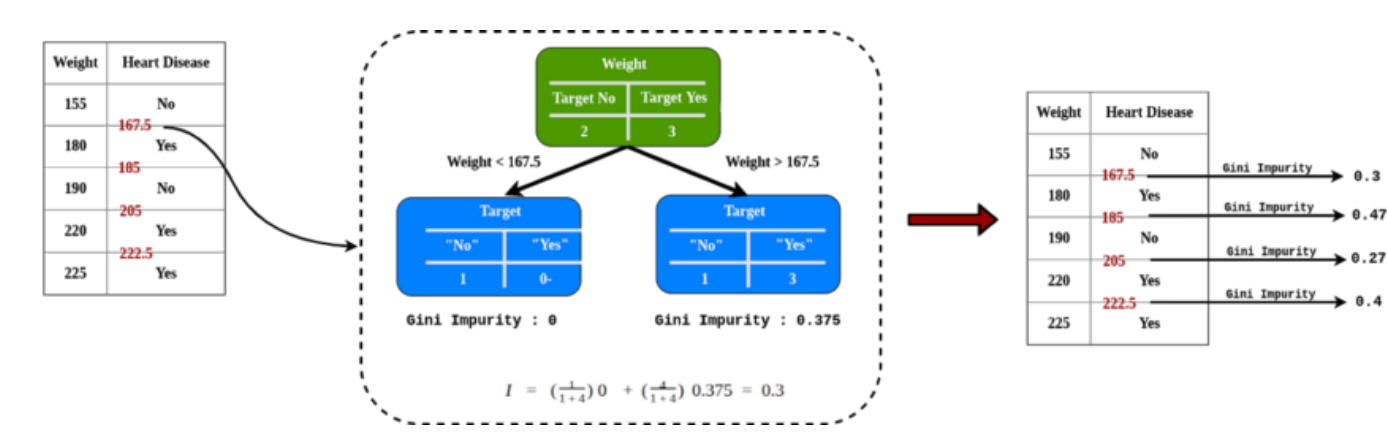 Weight Heart Disease
155 No
167.5
180 Yes
185
190 No
205
220 Yes
222.5
225 Yes
Weight
Target No Target Yes
2 3
Weight < 167.5 Weight > 167.5
Target
"No" "Yes"
1 0-
Gini Impurity : 0
Target
"No" "Yes"
1 3
Gini Impurity : 0.375
I = (1/1+4) 0 + (4/1+4) 0.375 = 0.3
Weight Heart Disease
155 No
167.5 Gini Impurity 0.3
180 Yes
185 Gini Impurity 0.47
190 No
205 Gini Impurity 0.27
220 Yes
222.5 Gini Impurity 0.4
225 Yes